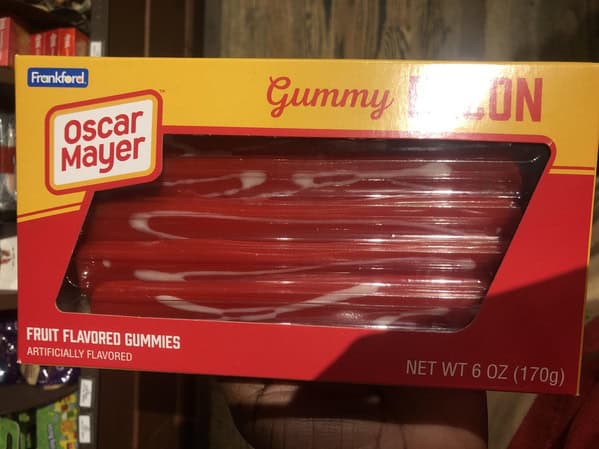 Frankford.
Oscar
Mayer
Gummy
FRUIT FLAVORED GUMMIES
ARTIFICIALLY FLAVORED
NET WT 6 OZ (170g)